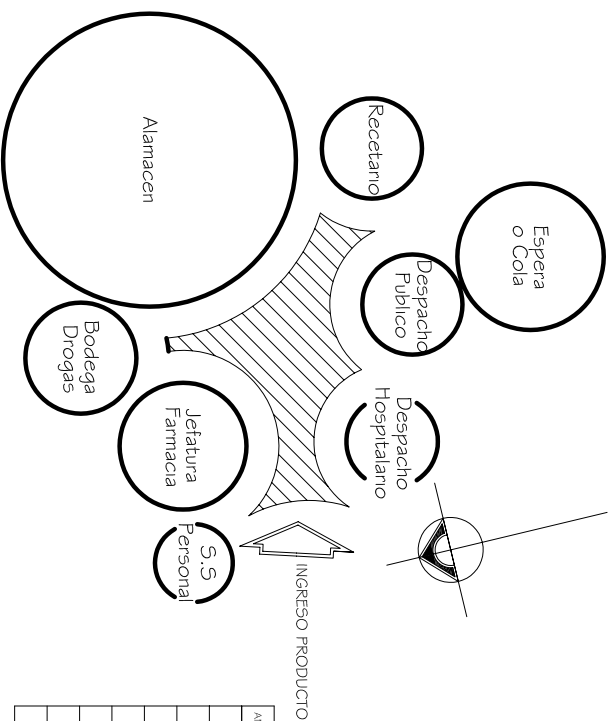 Alamacen
Recetario
Espera
o Cola
Despacho
Publico
Bodega
Drogas
Jefatura
Farmacia
Despacho
Hospitalario
S.S
Personal
INGRESO PRODUCTO